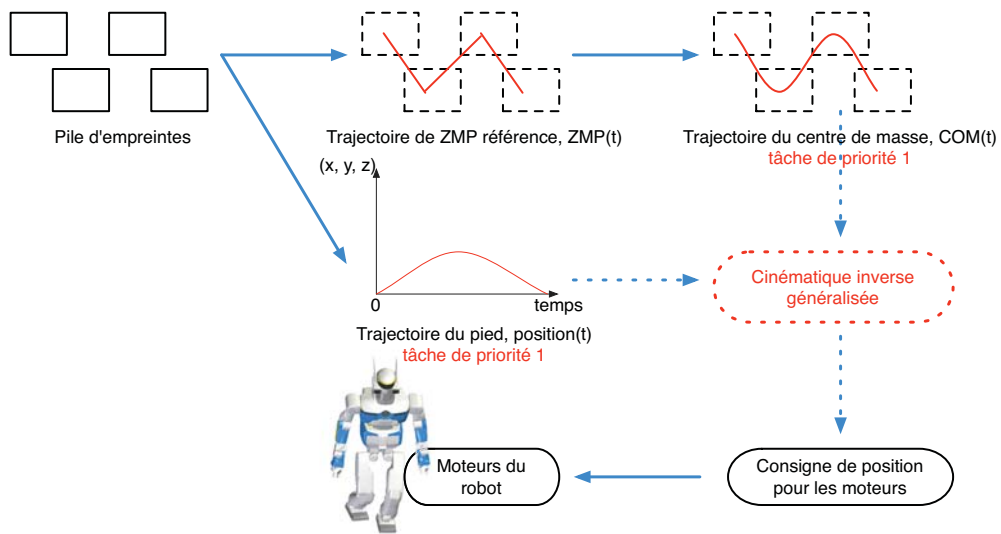 Pile d'empreintes
Trajectoire de ZMP référence, ZMP(t)
Trajectoire du centre de masse, COM(t)
tâche de priorité 1
(x, y, z)
0
temps
Trajectoire du pied, position(t)
tâche de priorité 1
Cinématique inverse
généralisée
Moteurs du
robot
Consigne de position
pour les moteurs